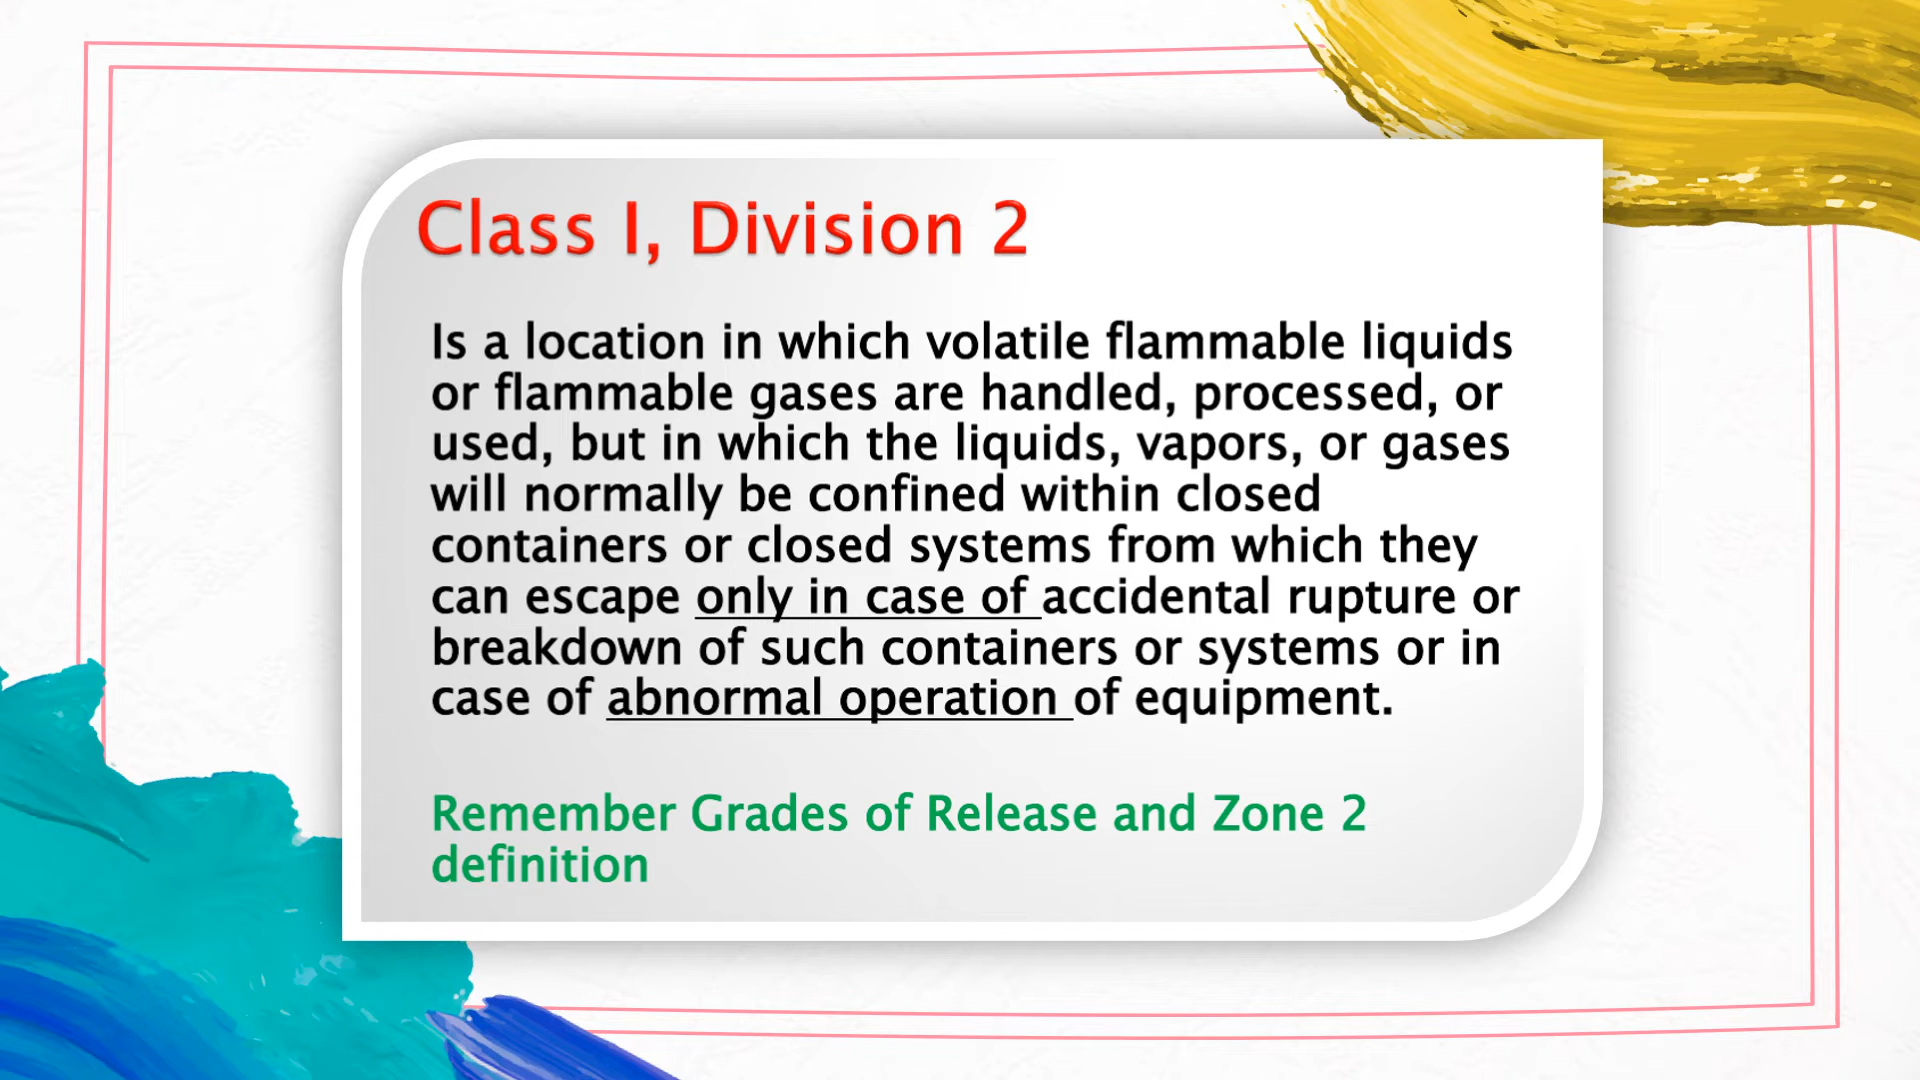 Class I, Division 2
Is a location in which volatile flammable liquids
or flammable gases are handled, processed, or
used, but in which the liquids, vapors, or gases
will normally be confined within closed
containers or closed systems from which they
can escape only in case of accidental rupture or
breakdown of such containers or systems or in
case of abnormal operation of equipment.
Remember Grades of Release and Zone 2
definition